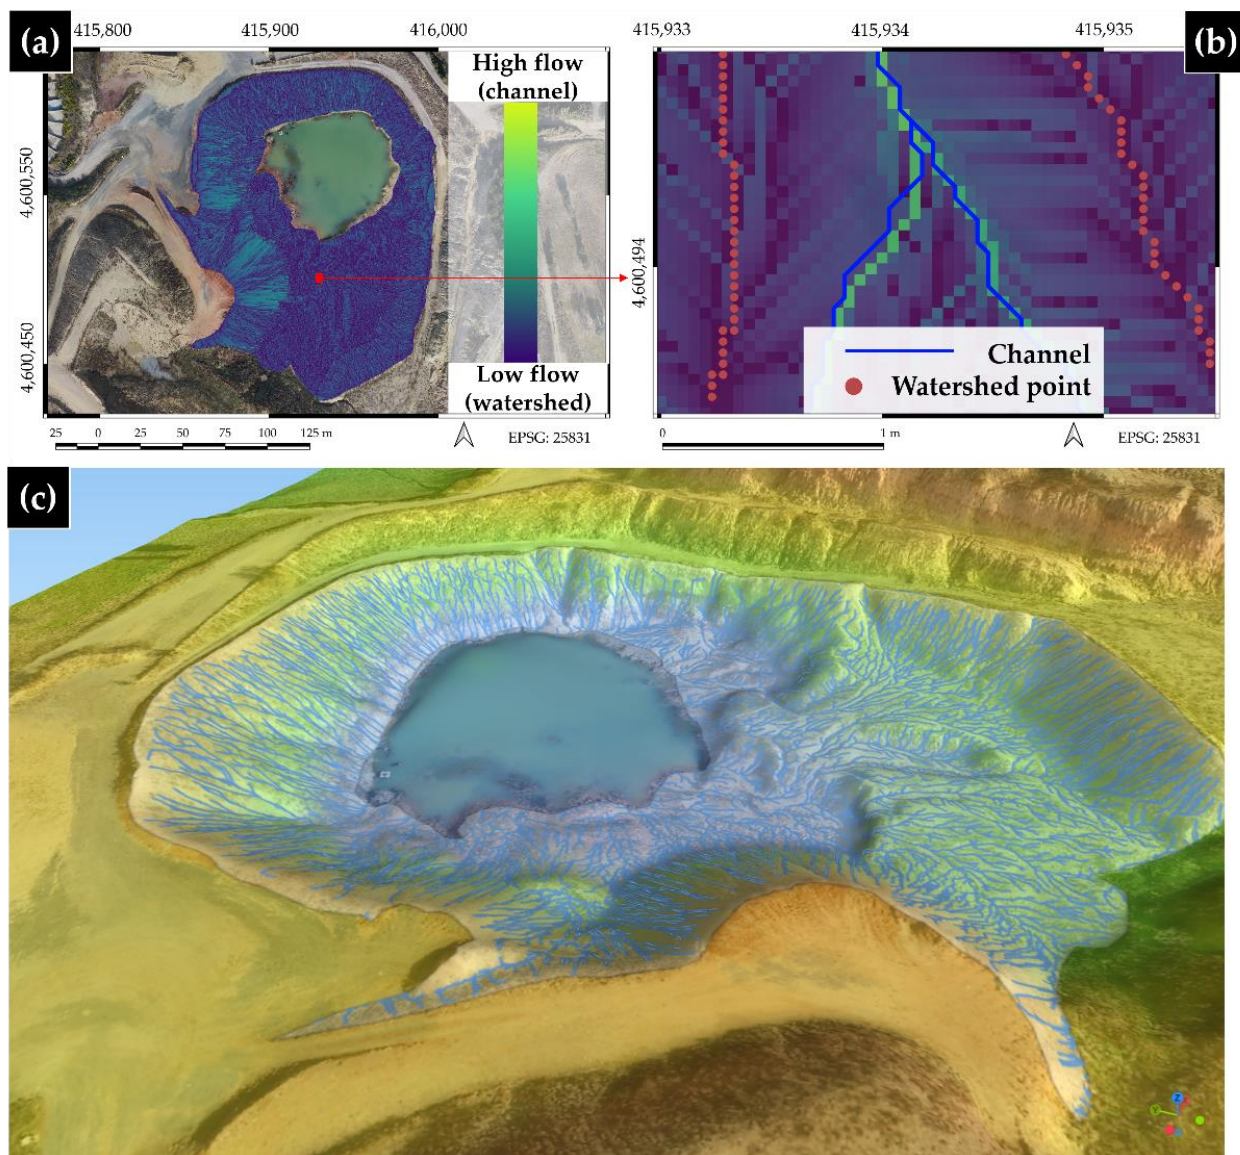 (a)
415,800
415,900
416,000
4,600,550
4,600,450
High flow
(channel)
Low flow
(watershed)
25
0
25
50
75
100
125 m
EPSG: 25831
(b)
415,933
415,934
415,935
4,600,494
Channel
Watershed point
0
1 m
EPSG: 25831
(c)
Z
Y